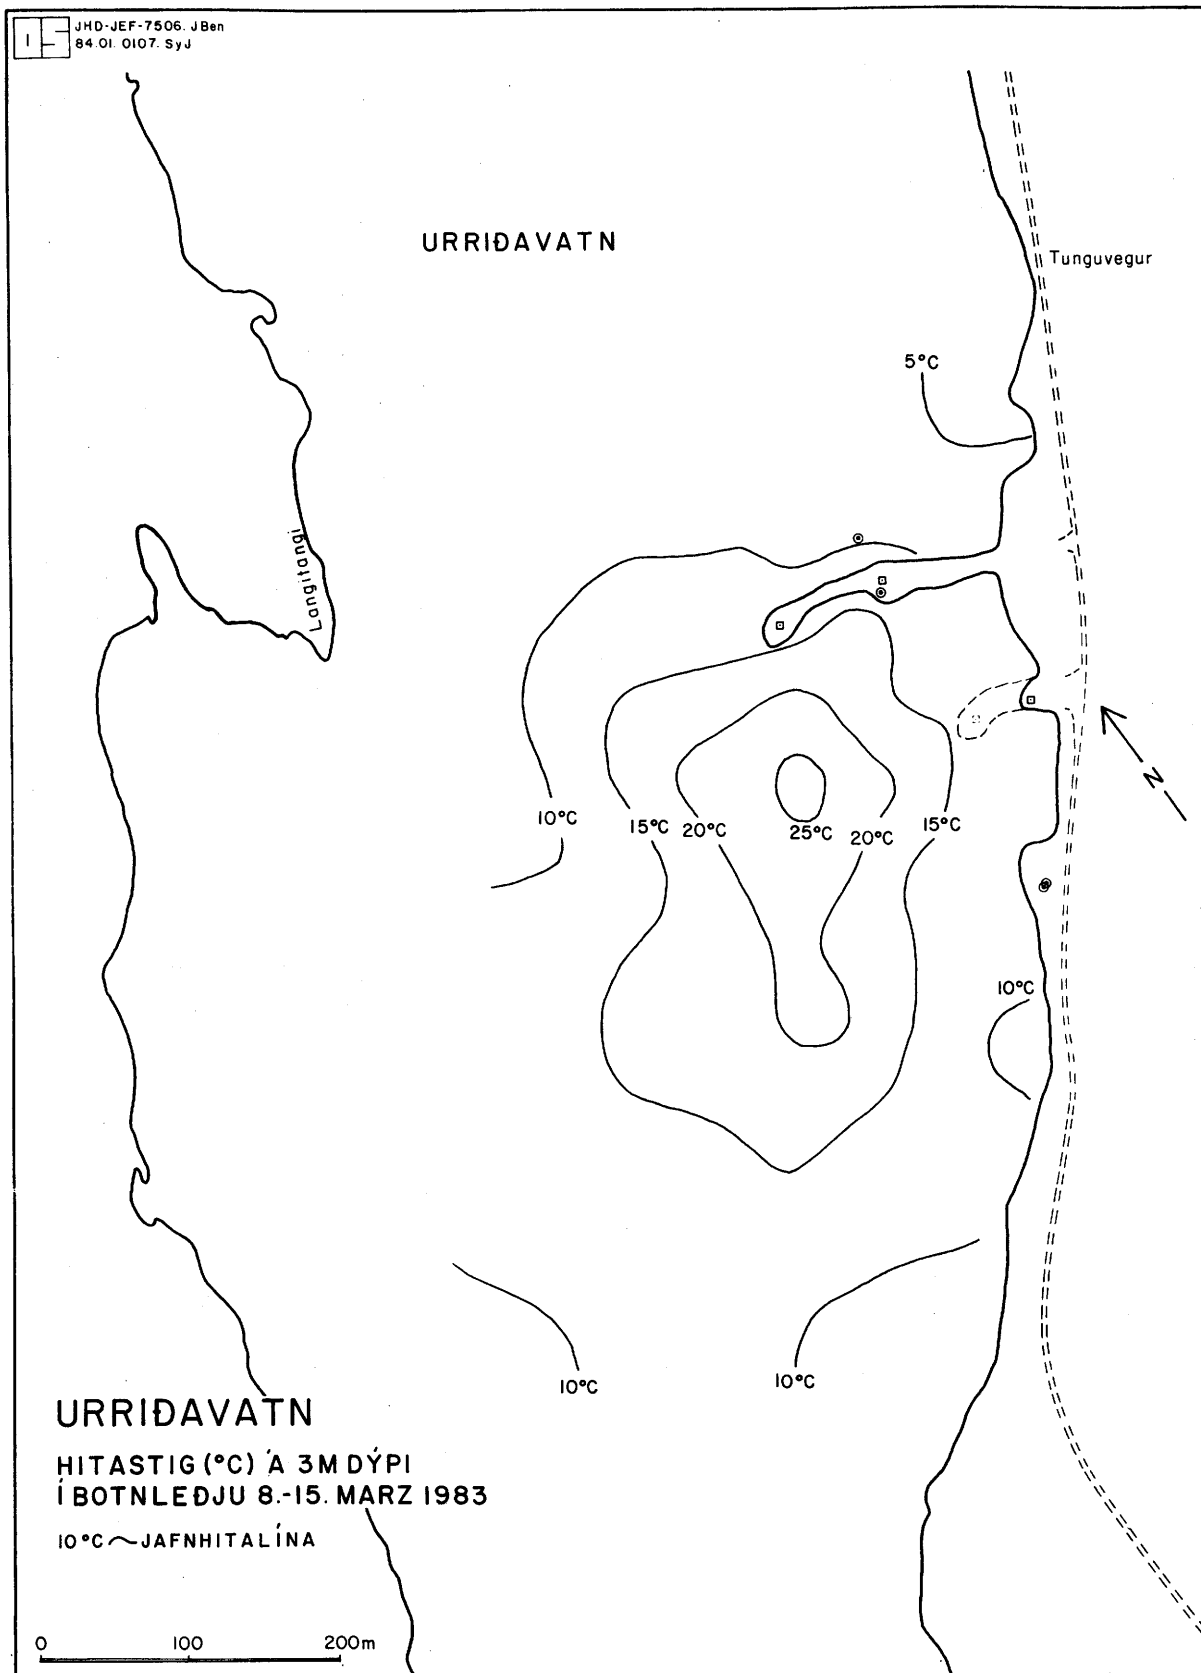 JHD-JEF-7506. JBen
84.01. 0107. SyJ
URRIÐAVATN
Tunguvegur
5°C
Langitangi
10°C
15°C
20°C
25°C
20°C
15°C
N
10°C
10°C
10°C
URRIÐAVATN
HITASTIG (°C) Á 3M DÝPI
Í BOTNLEÐJU 8.-15. MARZ 1983
10°C ~ JAFNHITALÍNA
0 100 200m